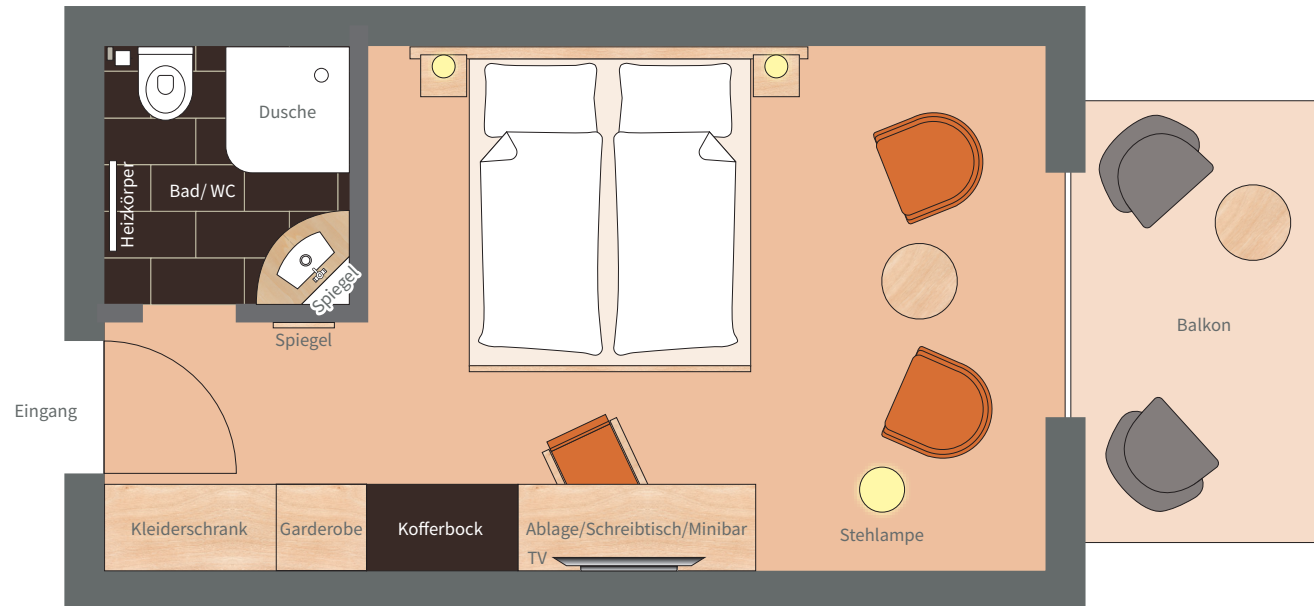 Dusche
Heizkörper
Bad/ WC
Spiegel
Spiegel
Balkon
Eingang
Kleiderschrank
Garderobe
Kofferbock
Ablage/Schreibtisch/Minibar
TV
Stehlampe